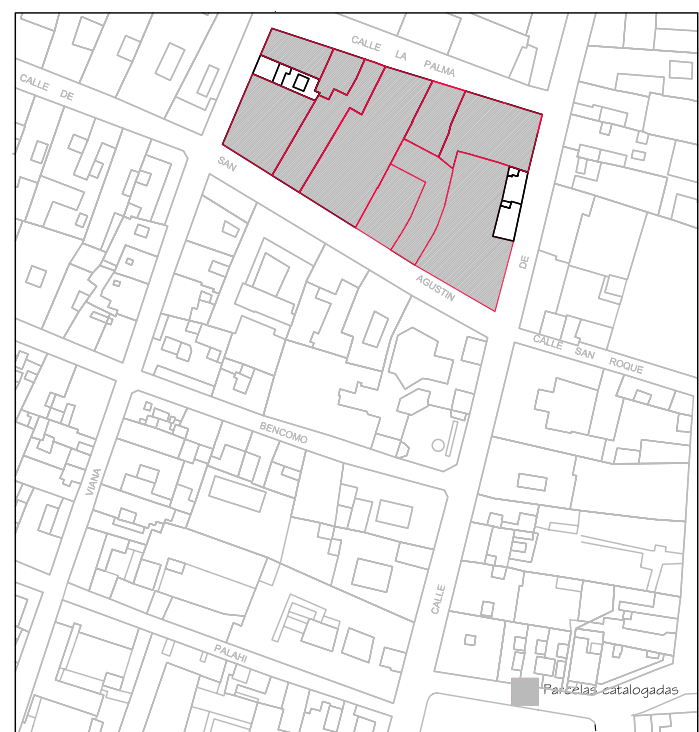 CALLE LA PALMA
CALLE DE
SAN
AGUSTIN
DE
CALLE SAN ROQUE
BENCOMO
VIANA
CALLE
PALAHI
Parcelas catalogadas